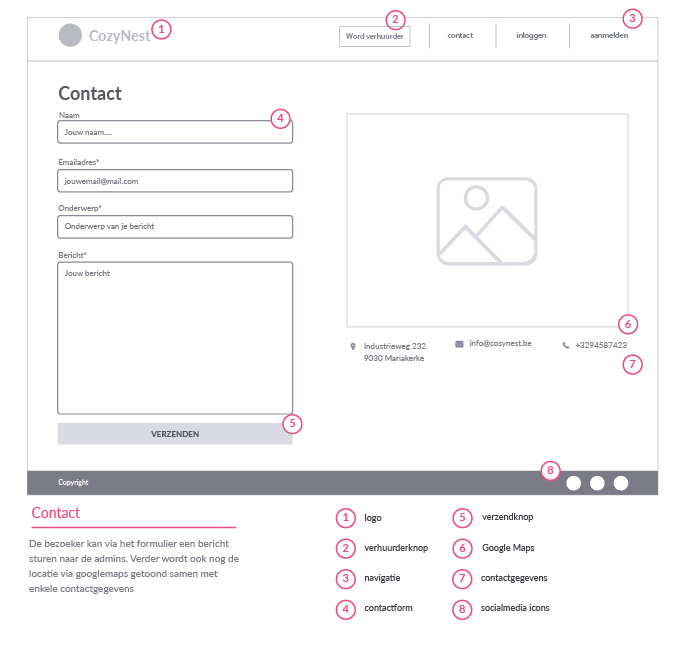 CozyNest
1
2
Word verhuurder
contact
inloggen
3
aanmelden
Contact
Naam
4
Jouw naam....
Emailadres*
jouwemail@mail.com
Onderwerp*
Onderwerp van je bericht
Bericht*
Jouw bericht
5
VERZENDEN
6
Industrieweg 232
9030 Mariakerke
info@cosynest.be
+3294587423
7
8
Copyright
Contact
De bezoeker kan via het formulier een bericht
sturen naar de admins. Verder wordt ook nog de
locatie via googlemaps getoond samen met
enkele contactgegevens
1 logo
2 verhuurderknop
3 navigatie
4 contactform
5 verzendknop
6 Google Maps
7 contactgegevens
8 socialmedia icons